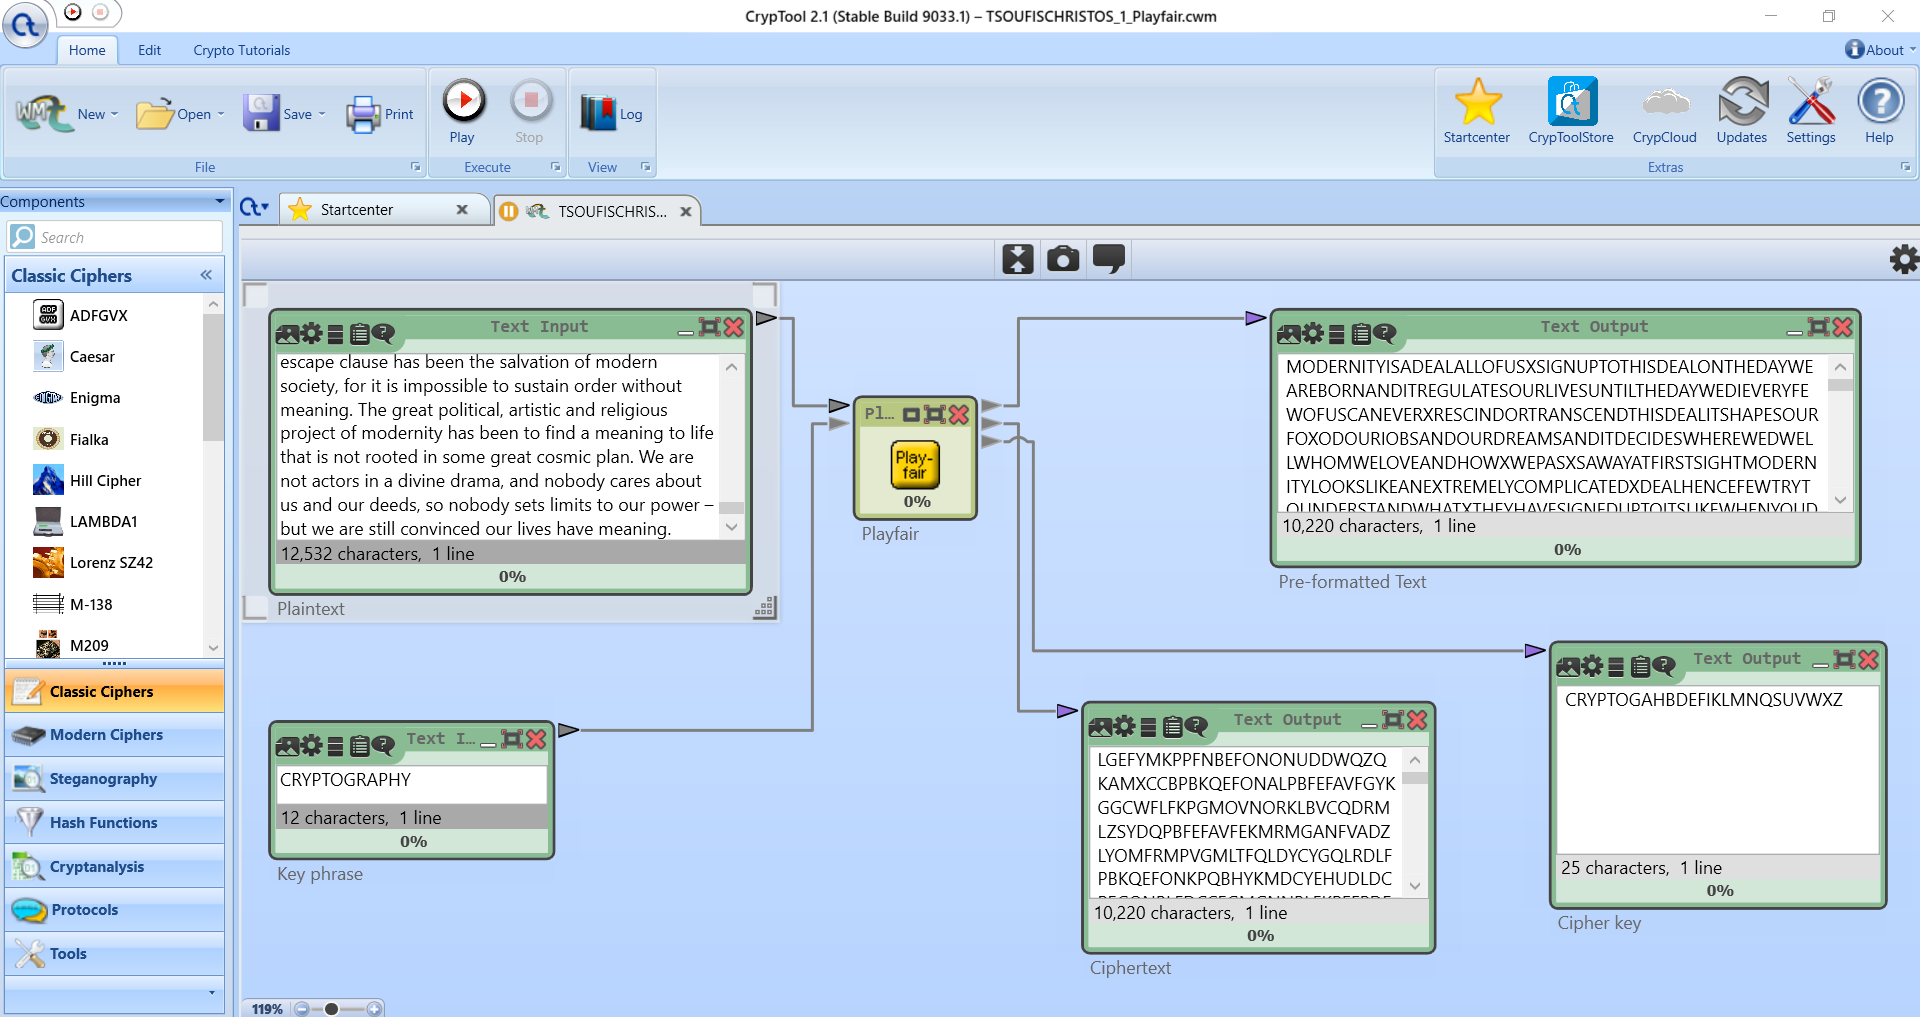 CrypTool 2.1 (Stable Build 9033.1) – TSOUFISCHRISTOS_1_Playfair.cwm
Home Edit Crypto Tutorials About
New Open Save Print Play Stop Log Startcenter CrypToolStore CrypCloud Updates Settings Help
File Execute View Extras
Components
Search
Classic Ciphers
ADFGVX
Caesar
Enigma
Fialka
Hill Cipher
LAMBDA1
Lorenz SZ42
M-138
M209
Classic Ciphers
Modern Ciphers
Steganography
Hash Functions
Cryptanalysis
Protocols
Tools
Startcenter
TSOUFISCHRIS...
Text Input
escape clause has been the salvation of modern
society, for it is impossible to sustain order without
meaning. The great political, artistic and religious
project of modernity has been to find a meaning to life
that is not rooted in some great cosmic plan. We are
not actors in a divine drama, and nobody cares about
us and our deeds, so nobody sets limits to our power –
but we are still convinced our lives have meaning.
12,532 characters, 1 line
0%
Plaintext
Text I...
CRYPTOGRAPHY
12 characters, 1 line
0%
Key phrase
Pl...
Play-
fair
0%
Playfair
Text Output
MODERNITYISADEALALLOFUSXSIGNUPTOTHISDEALONTHEDAYWE
AREBORNANDITREGULATESOURLIVESUNTILTHEDAYWEDIEVERYFE
WOFUSCANEVERXRESCINDORTRANSCENDTHISDEALITSHAPESOUR
FOXODOURIOBSANDOURDREAMSANDITDECIDESWHEREWEDWEL
LWHOMWELOVEANDHOWXWEPASXSAWAYATFIRSTSIGHTMODERN
ITYLOOKSLIKEANEXTREMELYCOMPLICATEDXDEALHENCEFEWTRYT
OUNDERSTANDWHATXTHEYHAVESIGNEDUPTOITSLIKEWHENYOUD
10,220 characters, 1 line
0%
Pre-formatted Text
Text Output
LGEFYMKPPFNBEFONONUDDWQZQ
KAMXCCBPBKQEFONALPBFEFAVFGYK
GGCWFLFKPGMOVNORKLBVCQDRM
LZSYDQPBFEFAVFEKMRMGANFVADZ
LYOMFRMPVGMLTFQLDYCYGQLRDLF
PBKQEFONKPQBHYKMDCYEHUDLDC
10,220 characters, 1 line
0%
Ciphertext
Text Output
CRYPTOGAHBDEFIKLMNQSUVWXZ
25 characters, 1 line
0%
Cipher key
119%